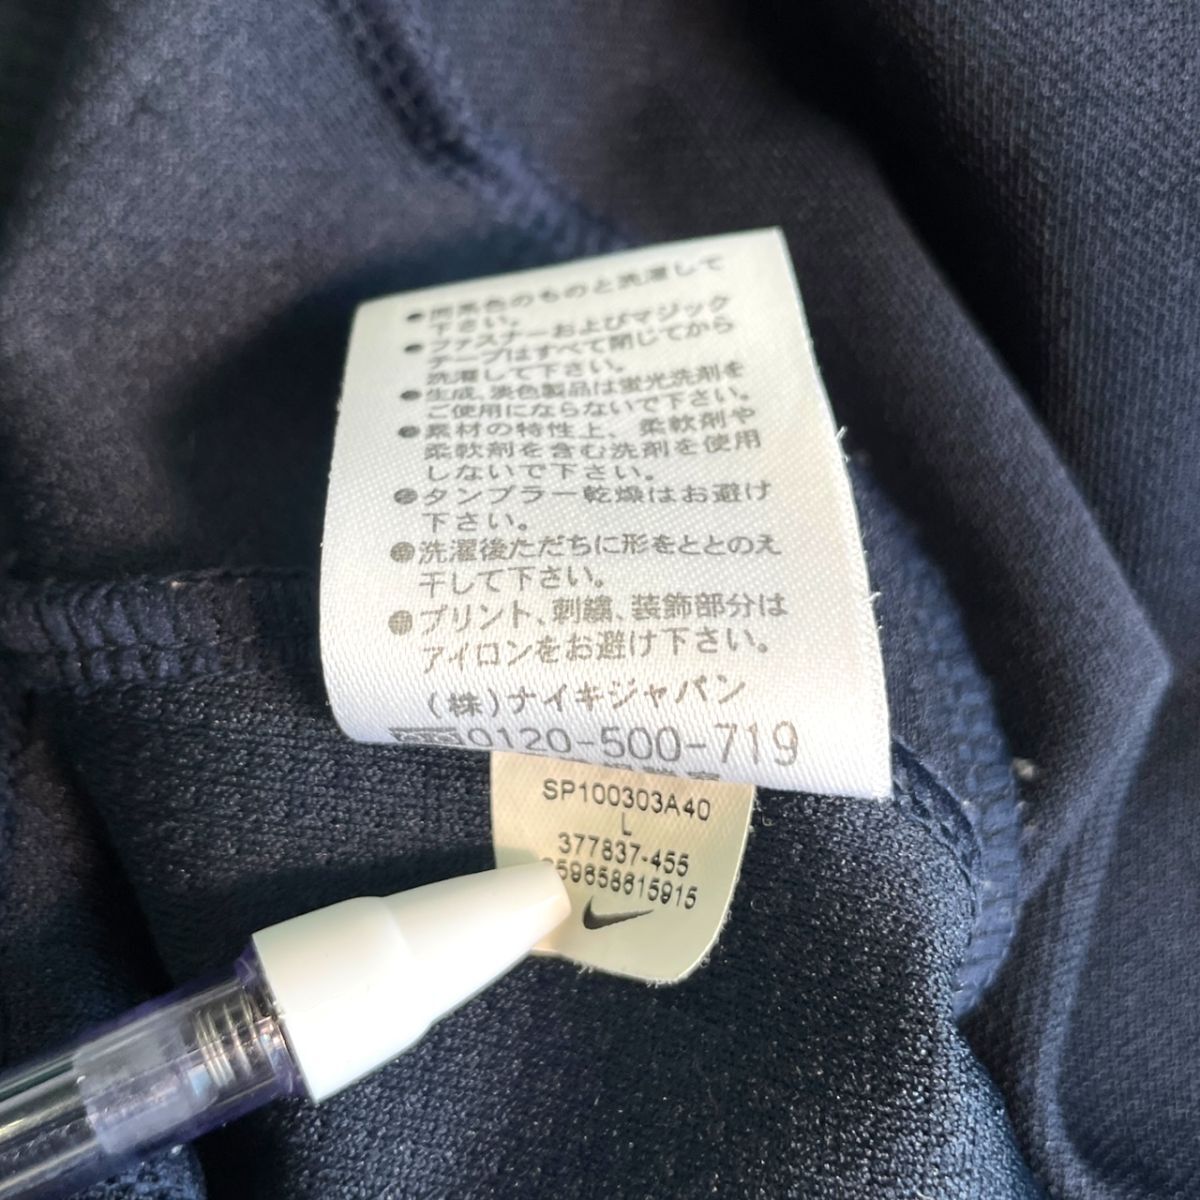 ●同系色のものと洗濯して
下さい。
●ファスナーおよびマジック
テープはすべて閉じてから
洗濯して下さい。
●生成、淡色製品は蛍光洗剤を
ご使用にならないで下さい。
●素材の特性上、柔軟剤や
柔軟剤を含む洗剤を使用
しないで下さい。
●タンブラー乾燥はお避け
下さい。
●洗濯後ただちに形をととのえ
干して下さい。
●プリント、刺繍、装飾部分は
アイロンをお避け下さい。
(株)ナイキジャパン
0120-500-719
SP100303A40
L
377837-455
59658615915